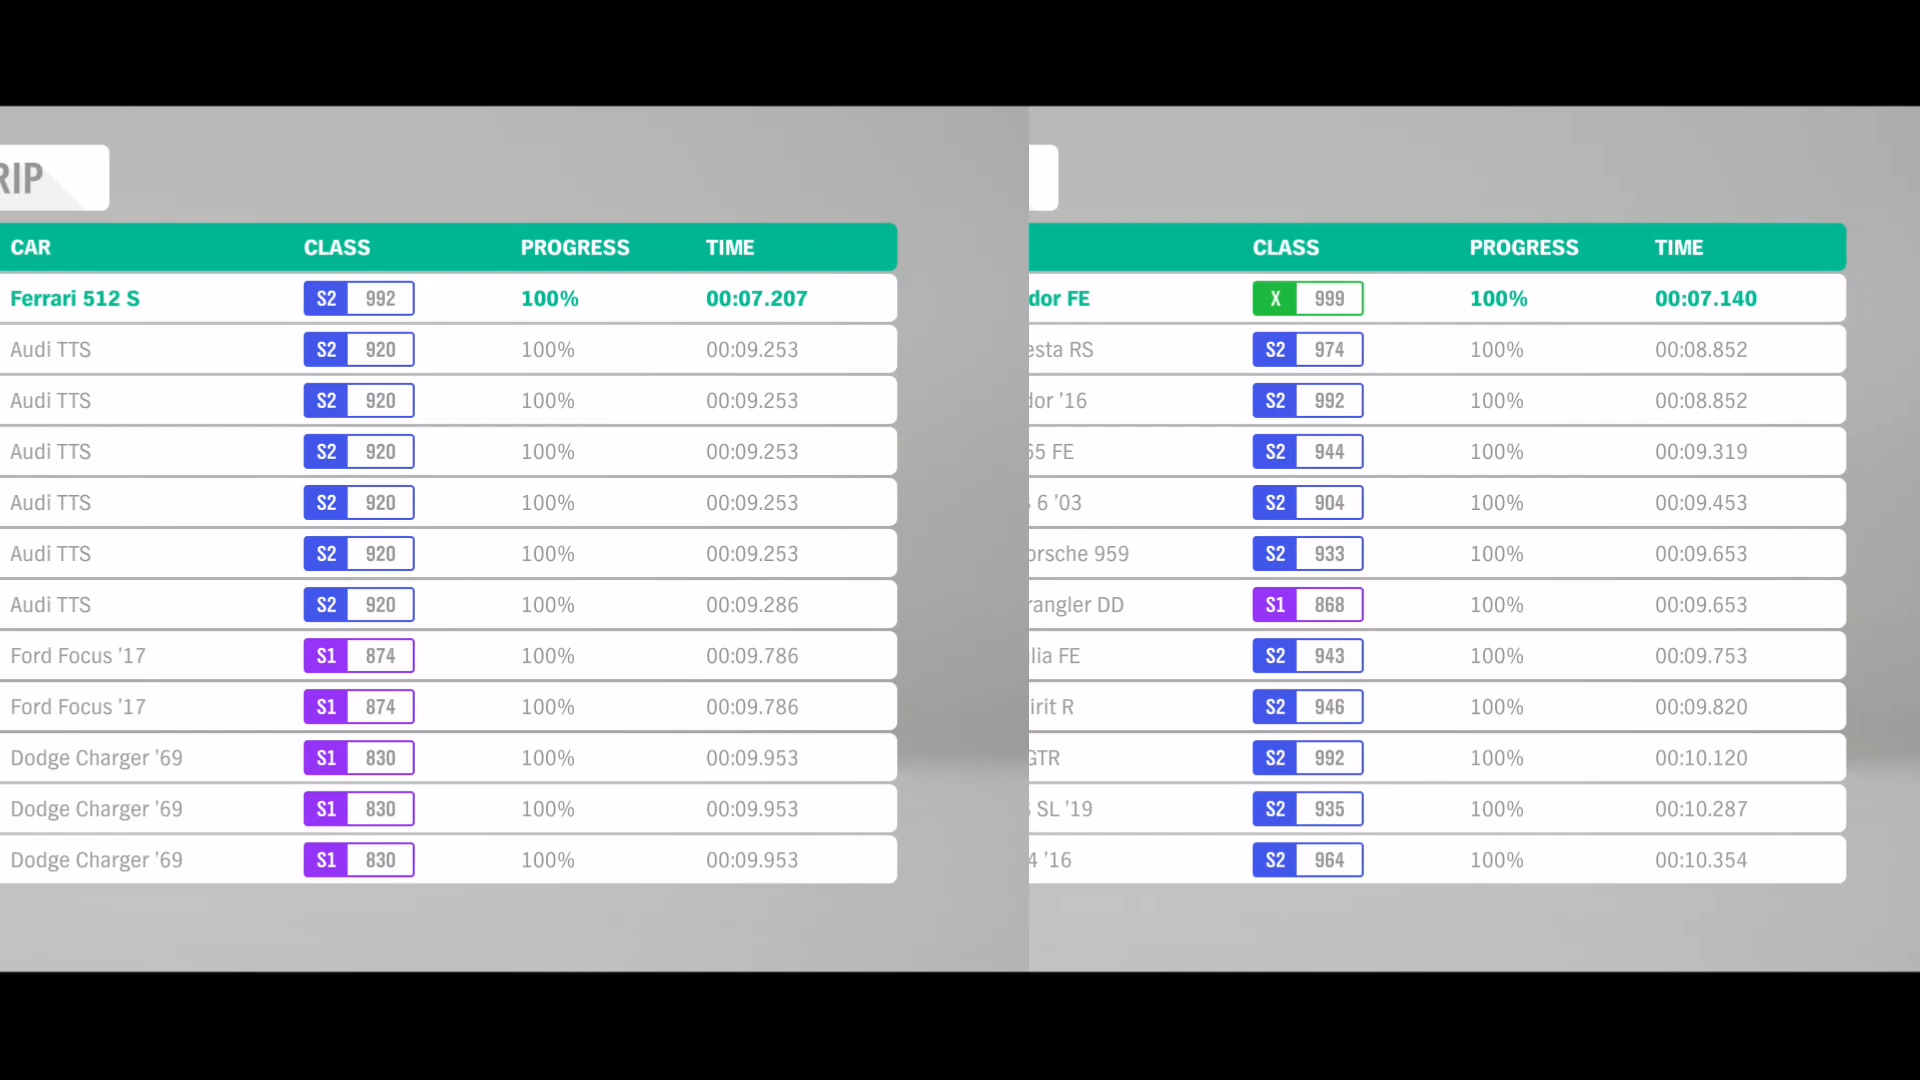 RIP
CAR CLASS PROGRESS TIME
Ferrari 512 S S2 992 100% 00:07.207
Audi TTS S2 920 100% 00:09.253
Audi TTS S2 920 100% 00:09.253
Audi TTS S2 920 100% 00:09.253
Audi TTS S2 920 100% 00:09.253
Audi TTS S2 920 100% 00:09.253
Audi TTS S2 920 100% 00:09.286
Ford Focus ’17 S1 874 100% 00:09.786
Ford Focus ’17 S1 874 100% 00:09.786
Dodge Charger ’69 S1 830 100% 00:09.953
Dodge Charger ’69 S1 830 100% 00:09.953
Dodge Charger ’69 S1 830 100% 00:09.953
CLASS PROGRESS TIME
dor FE X 999 100% 00:07.140
esta RS S2 974 100% 00:08.852
dor ’16 S2 992 100% 00:08.852
65 FE S2 944 100% 00:09.319
6 ’03 S2 904 100% 00:09.453
orsche 959 S2 933 100% 00:09.653
rangler DD S1 868 100% 00:09.653
lia FE S2 943 100% 00:09.753
irit R S2 946 100% 00:09.820
GTR S2 992 100% 00:10.120
SL ’19 S2 935 100% 00:10.287
4 ’16 S2 964 100% 00:10.354